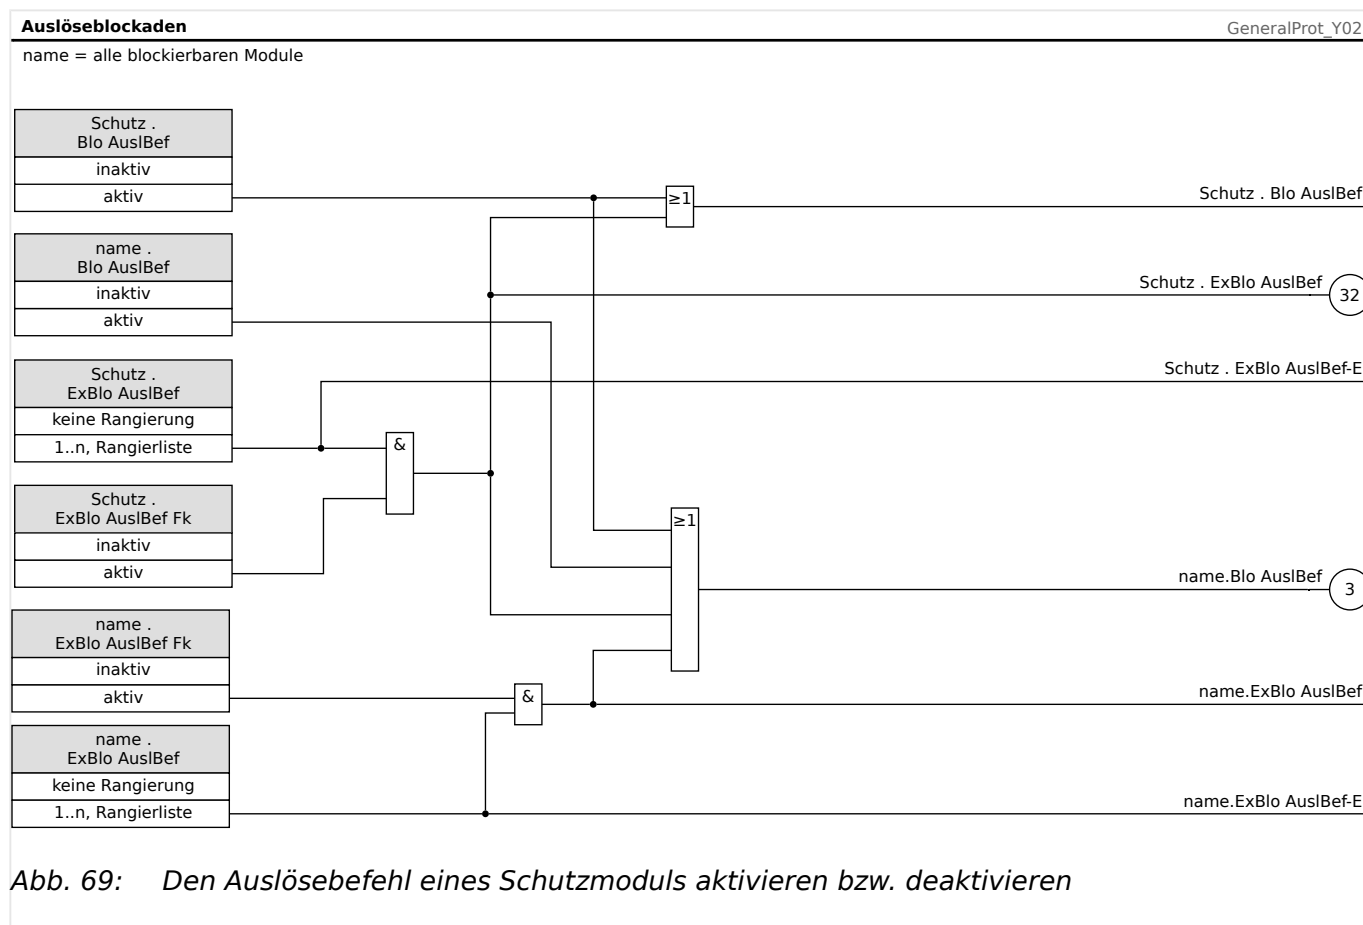 Auslöseblockaden
GeneralProt_Y02
name = alle blockierbaren Module
Schutz .
Blo AuslBef
inaktiv
aktiv
≥1
Schutz . Blo AuslBef
name .
Blo AuslBef
inaktiv
aktiv
Schutz . ExBlo AuslBef
32
Schutz .
ExBlo AuslBef
keine Rangierung
1..n, Rangierliste
Schutz . ExBlo AuslBef-E
&
Schutz .
ExBlo AuslBef Fk
inaktiv
aktiv
≥1
name.Blo AuslBef
3
name .
ExBlo AuslBef Fk
inaktiv
aktiv
&
name.ExBlo AuslBef
name .
ExBlo AuslBef
keine Rangierung
1..n, Rangierliste
name.ExBlo AuslBef-E
Abb. 69: Den Auslösebefehl eines Schutzmoduls aktivieren bzw. deaktivieren